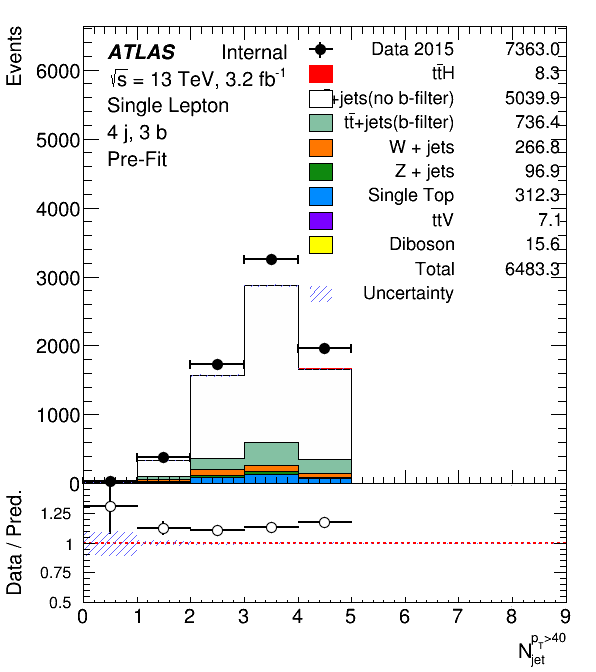 Events
ATLAS Internal
√s = 13 TeV, 3.2 fb-1
Single Lepton
4 j, 3 b
Pre-Fit
Data 2015 7363.0
tt̄H 8.3
+jets(no b-filter) 5039.9
tt̄+jets(b-filter) 736.4
W + jets 266.8
Z + jets 96.9
Single Top 312.3
ttV 7.1
Diboson 15.6
Total 6483.3
Uncertainty
6000
5000
4000
3000
2000
1000
0
Data / Pred.
1.25
1
0.75
0.5
0 1 2 3 4 5 6 7 8 9
N jet pT>40